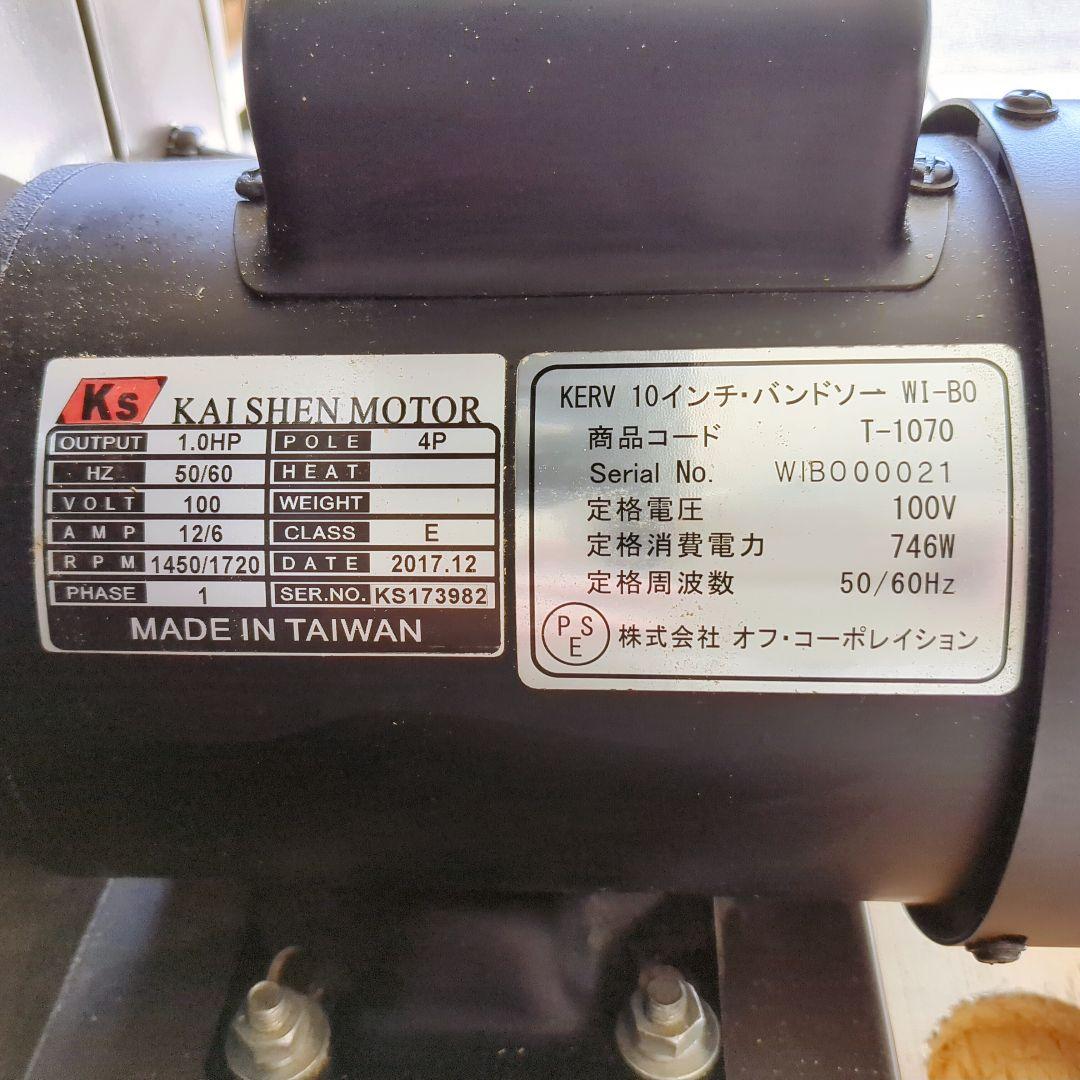 Ks KAI SHEN MOTOR
OUTPUT 1.0HP POLE 4P
HZ 50/60 HEAT
VOLT 100 WEIGHT
AMP 12/6 CLASS E
RPM 1450/1720 DATE 2017.12
PHASE 1 SER.NO. KS173982
MADE IN TAIWAN
KERV 10インチ・バンドソー WI-BO
商品コード T-1070
Serial No. WIBO00021
定格電圧 100V
定格消費電力 746W
定格周波数 50/60Hz
PSE 株式会社 オフ・コーポレイション